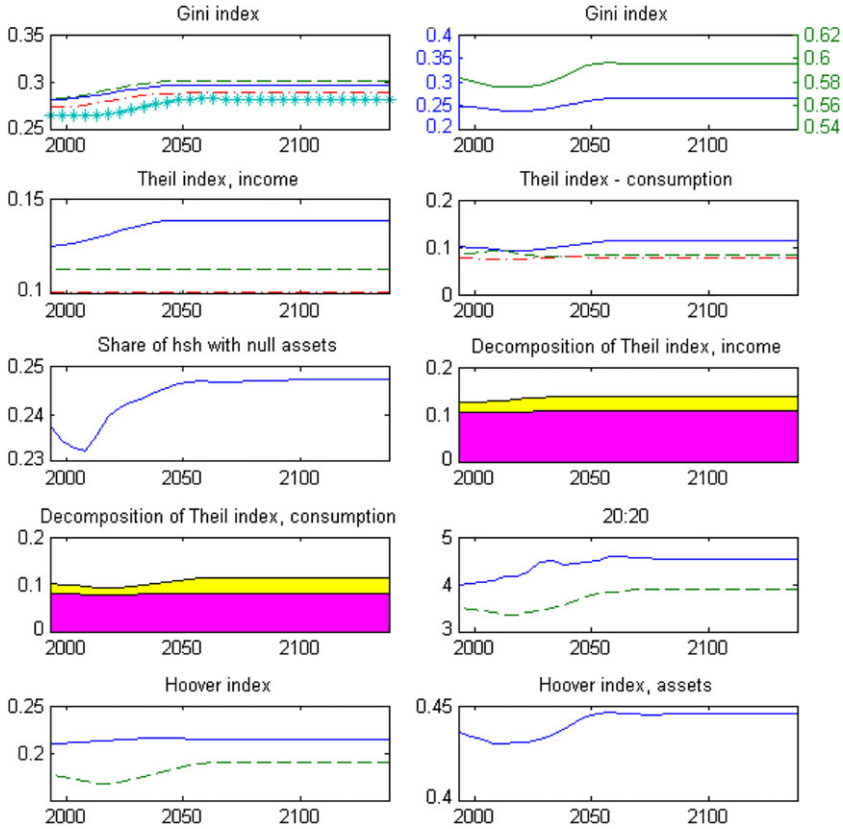 Gini index
0.35
0.3
0.25
2000 2050 2100
Gini index
0.4
0.35
0.3
0.25
0.2
0.62
0.6
0.58
0.56
0.54
2000 2050 2100
Theil index, income
0.15
0.1
2000 2050 2100
Theil index - consumption
0.2
0.1
0
2000 2050 2100
Share of hsh with null assets
0.25
0.24
0.23
2000 2050 2100
Decomposition of Theil index, income
0.2
0.1
0
2000 2050 2100
Decomposition of Theil index, consumption
0.2
0.1
0
2000 2050 2100
20:20
5
4
3
2000 2050 2100
Hoover index
0.25
0.2
2000 2050 2100
Hoover index, assets
0.45
0.4
2000 2050 2100